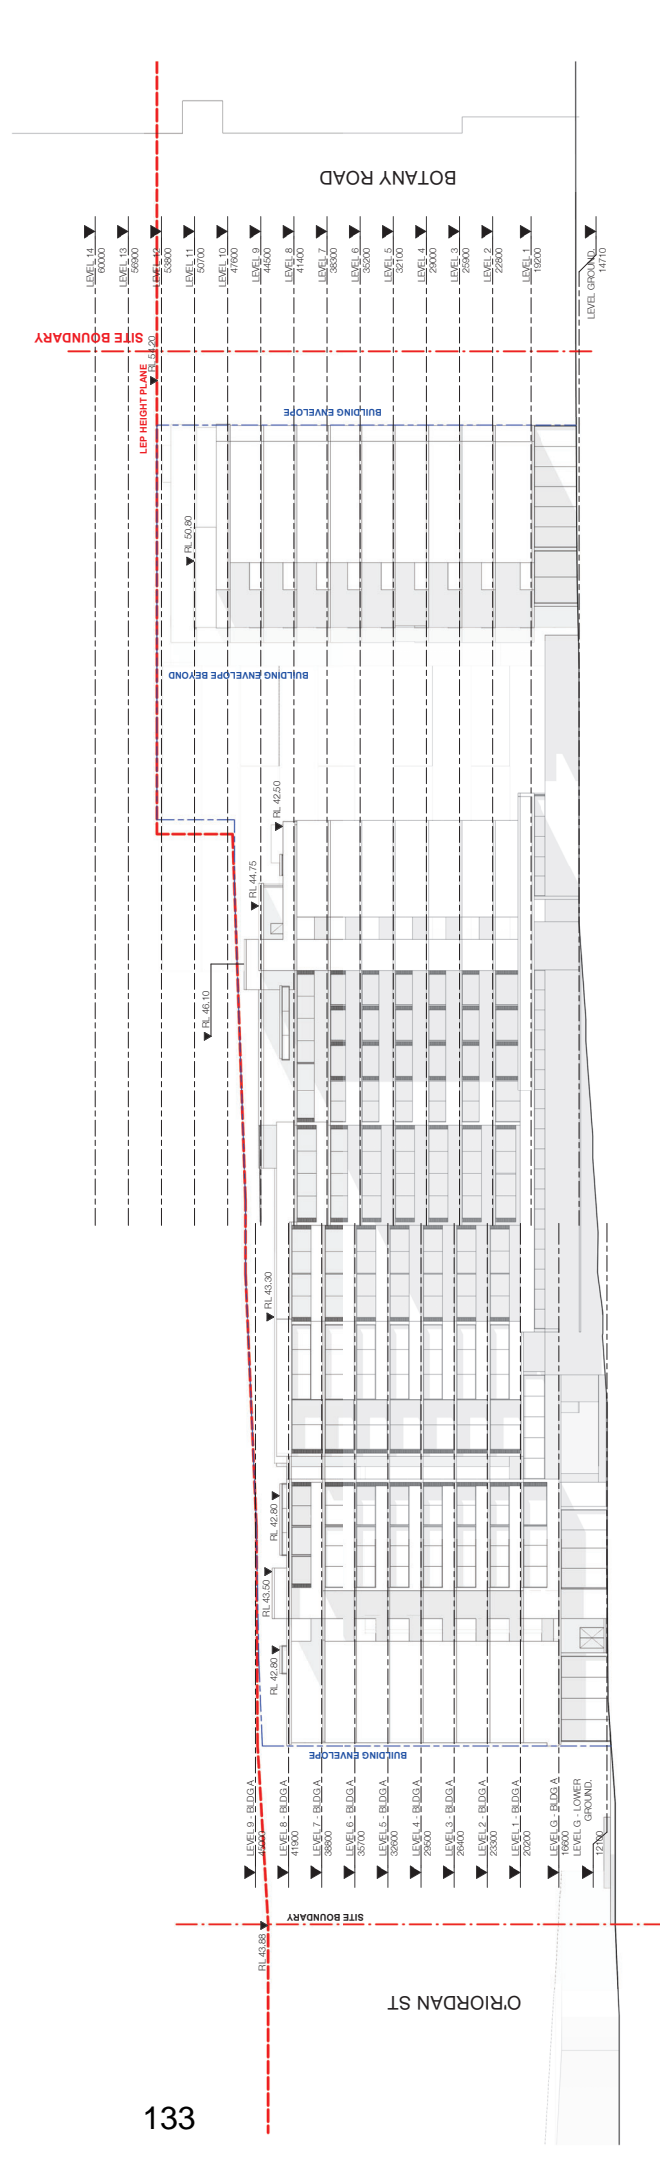 BOTANY ROAD
LEVEL 14
60000
LEVEL 13
56900
LEVEL 12
53800
LEVEL 11
50700
LEVEL 10
47600
LEVEL 9
44500
LEVEL 8
41400
LEVEL 7
38300
LEVEL 6
35200
LEVEL 5
32100
LEVEL 4
29000
LEVEL 3
25900
LEVEL 2
22800
LEVEL 1
19200
LEVEL GROUND.
14710
SITE BOUNDARY
RL 54.20
LEP HEIGHT PLANE
BUILDING ENVELOPE
RL 50.80
BUILDING ENVELOPE BEYOND
RL 42.50
RL 44.75
RL 46.10
RL 43.30
RL 42.80
RL 43.50
RL 42.80
BUILDING ENVELOPE
LEVEL 9 - BLDG A
45000
LEVEL 8 - BLDG A
41900
LEVEL 7 - BLDG A
38800
LEVEL 6 - BLDG A
35700
LEVEL 5 - BLDG A
32600
LEVEL 4 - BLDG A
29500
LEVEL 3 - BLDG A
26400
LEVEL 2 - BLDG A
23300
LEVEL 1 - BLDG A
20200
LEVEL G - BLDG A
16600
LEVEL G - LOWER
GROUND.
SITE BOUNDARY
RL 43.88
O'RIORDAN ST
133